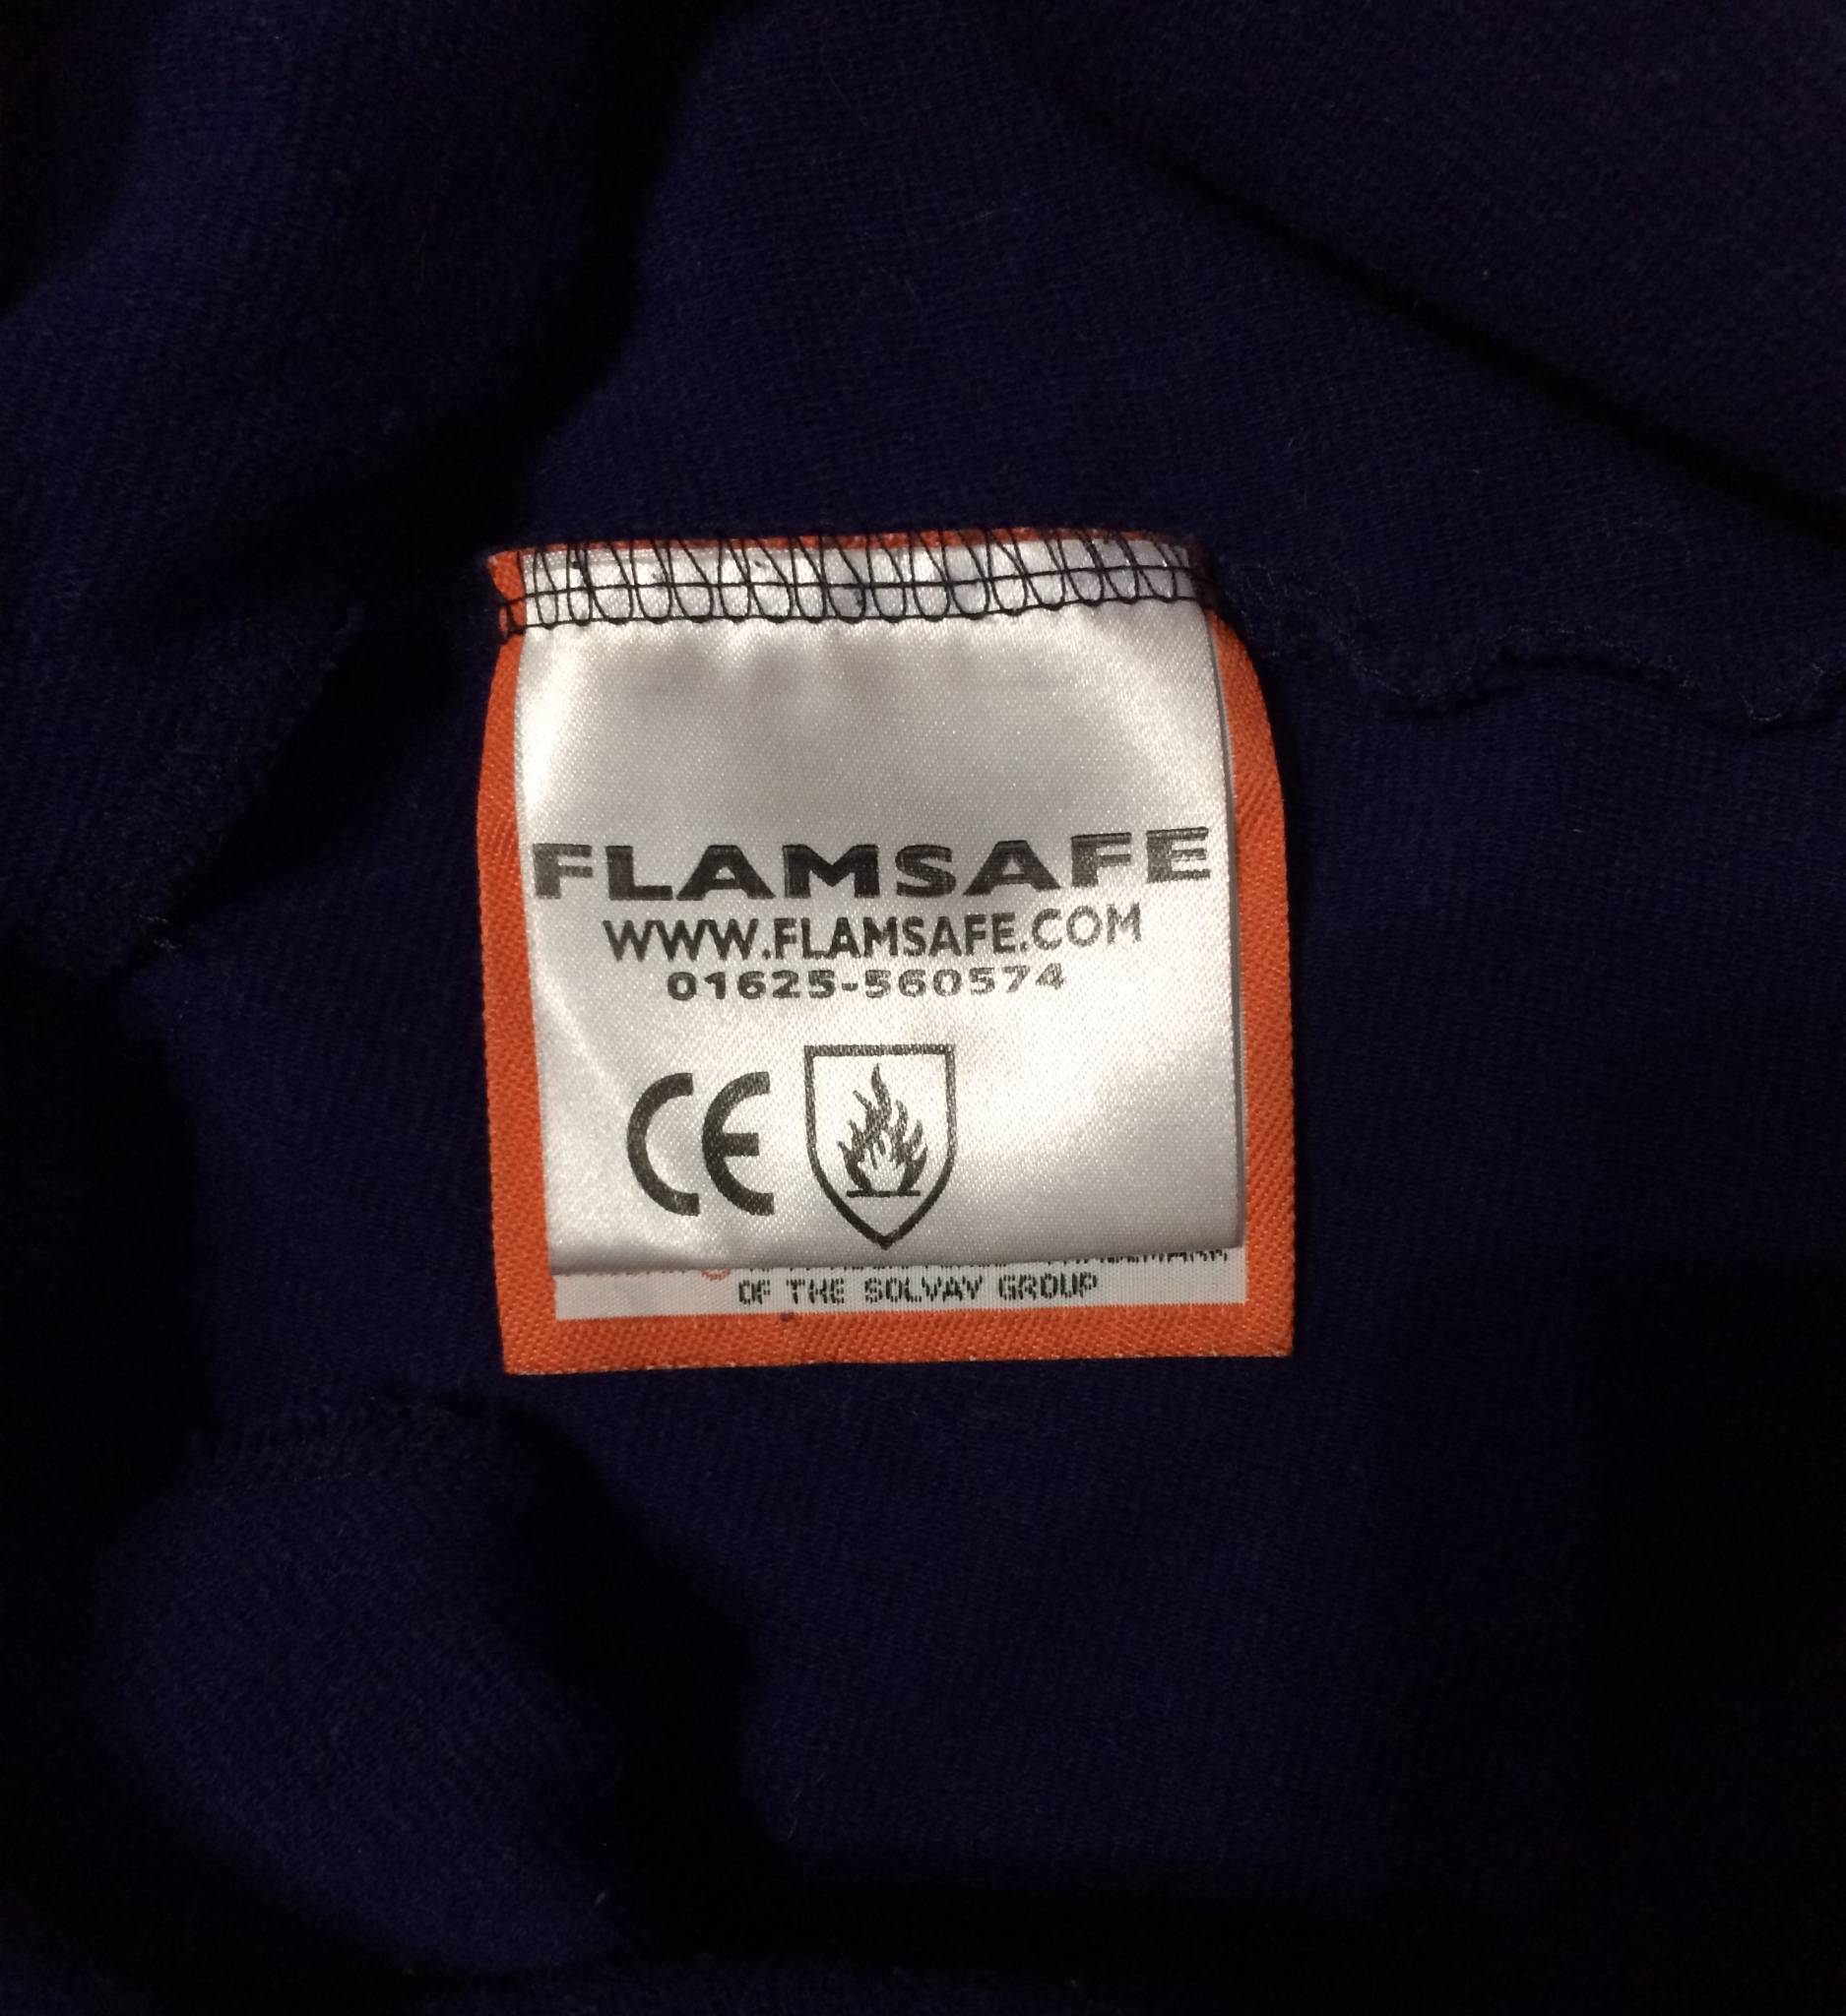 FLAMSAFE
WWW.FLAMSAFE.COM
01625-560574
CE
OF THE SOLVAY GROUP